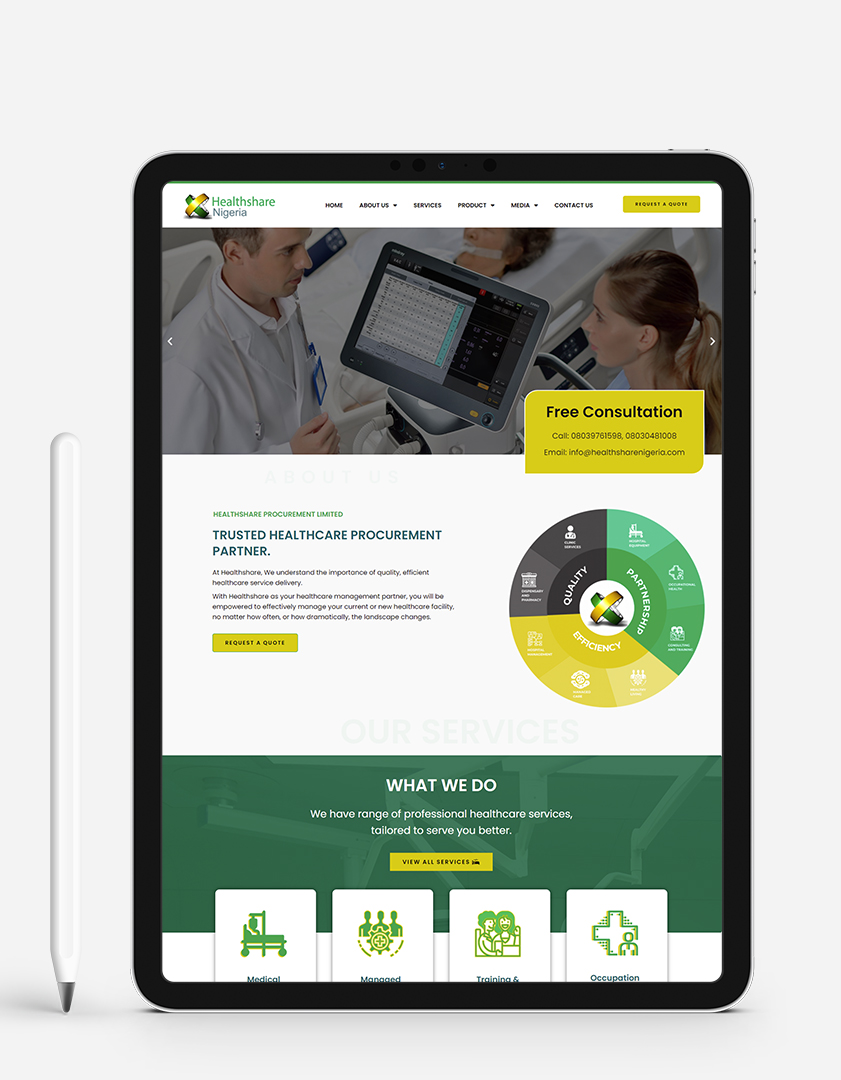 Healthshare
Nigeria
HOME
ABOUT US
SERVICES
PRODUCT
MEDIA
CONTACT US
REQUEST A QUOTE
Free Consultation
Call: 08039761598, 08030481008
Email: info@healthsharenigeria.com
ABOUT US
HEALTHSHARE PROCUREMENT LIMITED
TRUSTED HEALTHCARE PROCUREMENT
PARTNER.
At Healthshare, We understand the importance of quality, efficient
healthcare service delivery.
With Healthshare as your healthcare management partner, you will be
empowered to effectively manage your current or new healthcare facility,
no matter how often, or how dramatically, the landscape changes.
REQUEST A QUOTE
QUALITY
PARTNERSHIP
EFFICIENCY
CLINIC
SERVICES
HOSPITAL
EQUIPMENT
OCCUPATIONAL
HEALTH
CONSULTING
AND TRAINING
MANAGED
CARE
HOSPITAL
MANAGEMENT
DISPENSARY
AND
PHARMACY
OUR SERVICES
WHAT WE DO
We have range of professional healthcare services,
tailored to serve you better.
VIEW ALL SERVICES
Medical
Managed
Training &
Occupation